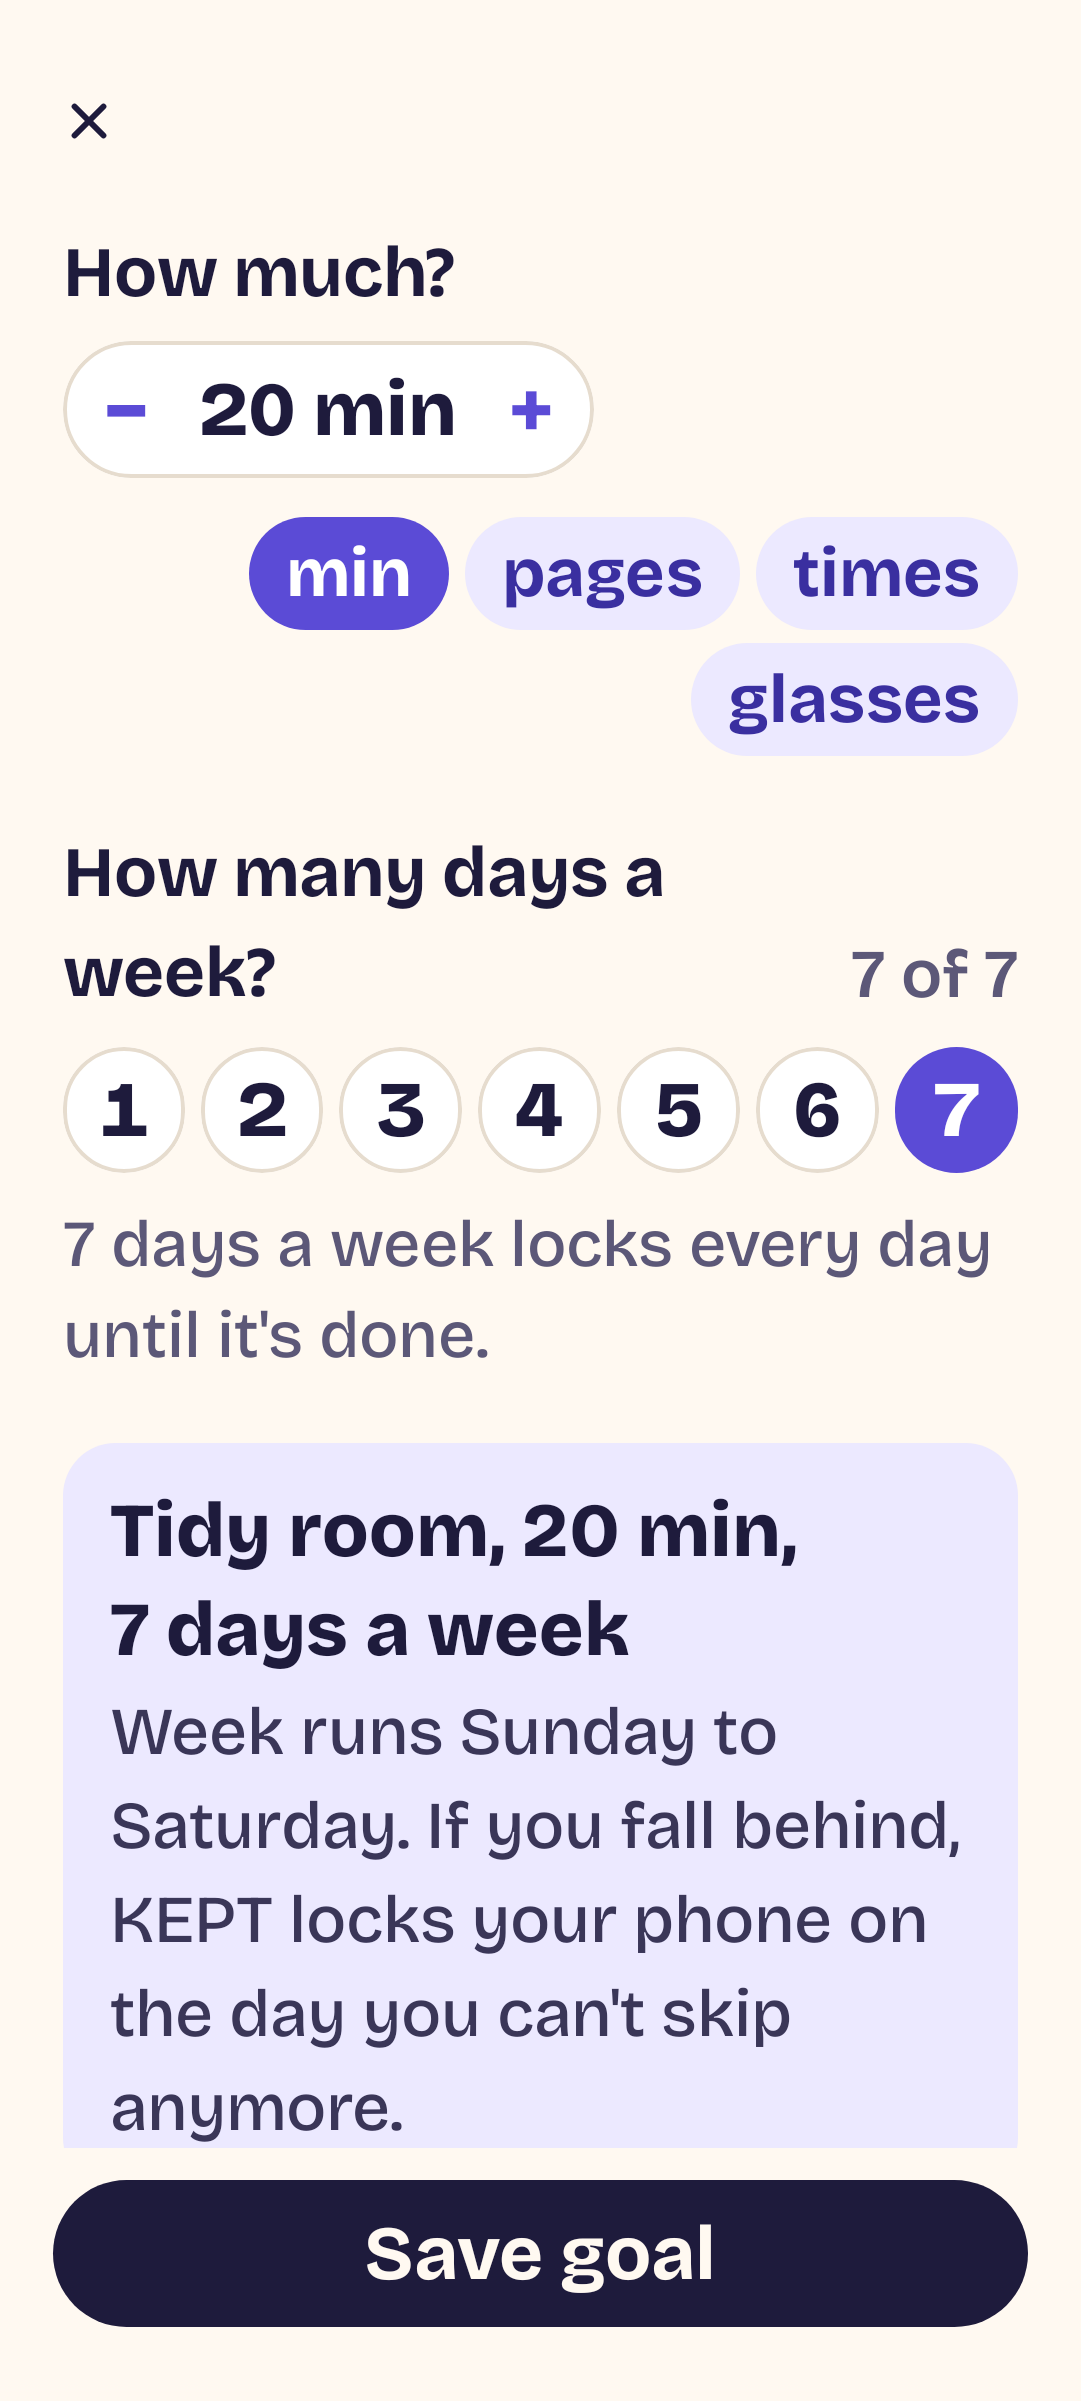 How much?
− 20 min +
min pages times
glasses
How many days a
week? 7 of 7
1 2 3 4 5 6 7
7 days a week locks every day
until it's done.
Tidy room, 20 min,
7 days a week
Week runs Sunday to
Saturday. If you fall behind,
KEPT locks your phone on
the day you can't skip
anymore.
Save goal